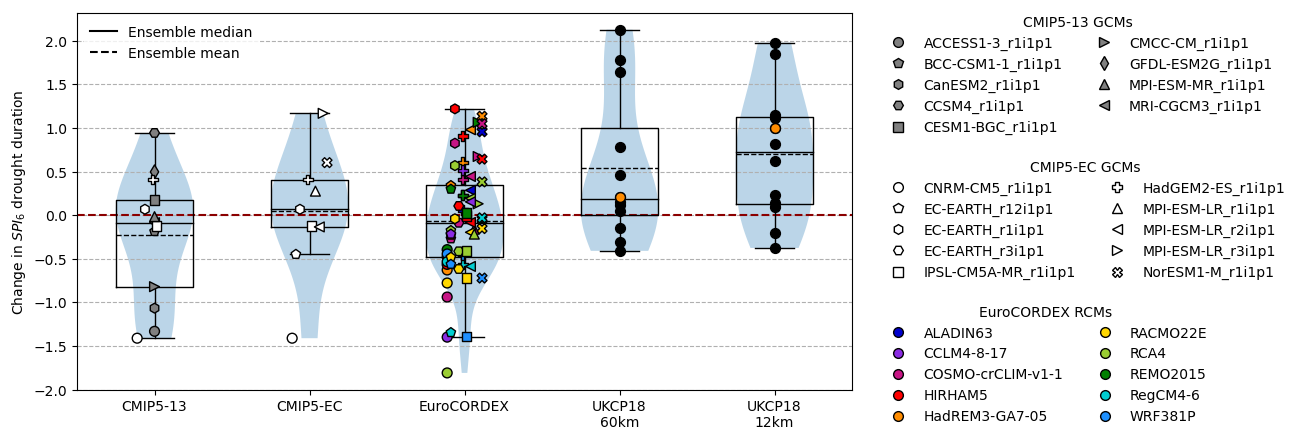 Ensemble median
Ensemble mean
Change in SPI6 drought duration
2.0
1.5
1.0
0.5
0.0
−0.5
−1.0
−1.5
−2.0
CMIP5-13
CMIP5-EC
EuroCORDEX
UKCP18
60km
UKCP18
12km
CMIP5-13 GCMs
ACCESS1-3_r1i1p1
BCC-CSM1-1_r1i1p1
CanESM2_r1i1p1
CCSM4_r1i1p1
CESM1-BGC_r1i1p1
CMCC-CM_r1i1p1
GFDL-ESM2G_r1i1p1
MPI-ESM-MR_r1i1p1
MRI-CGCM3_r1i1p1
CMIP5-EC GCMs
CNRM-CM5_r1i1p1
EC-EARTH_r12i1p1
EC-EARTH_r1i1p1
EC-EARTH_r3i1p1
IPSL-CM5A-MR_r1i1p1
HadGEM2-ES_r1i1p1
MPI-ESM-LR_r1i1p1
MPI-ESM-LR_r2i1p1
MPI-ESM-LR_r3i1p1
NorESM1-M_r1i1p1
EuroCORDEX RCMs
ALADIN63
CCLM4-8-17
COSMO-crCLIM-v1-1
HIRHAM5
HadREM3-GA7-05
RACMO22E
RCA4
REMO2015
RegCM4-6
WRF381P